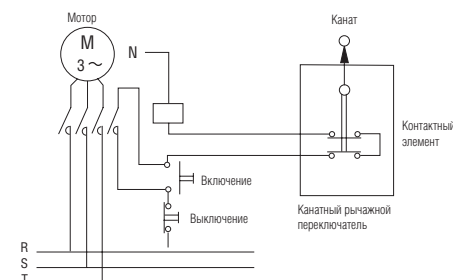 Мотор
Канат
M
3 ~
N
Контактный
элемент
Включение
Выключение
Канатный рычажной
переключатель
R
S
T